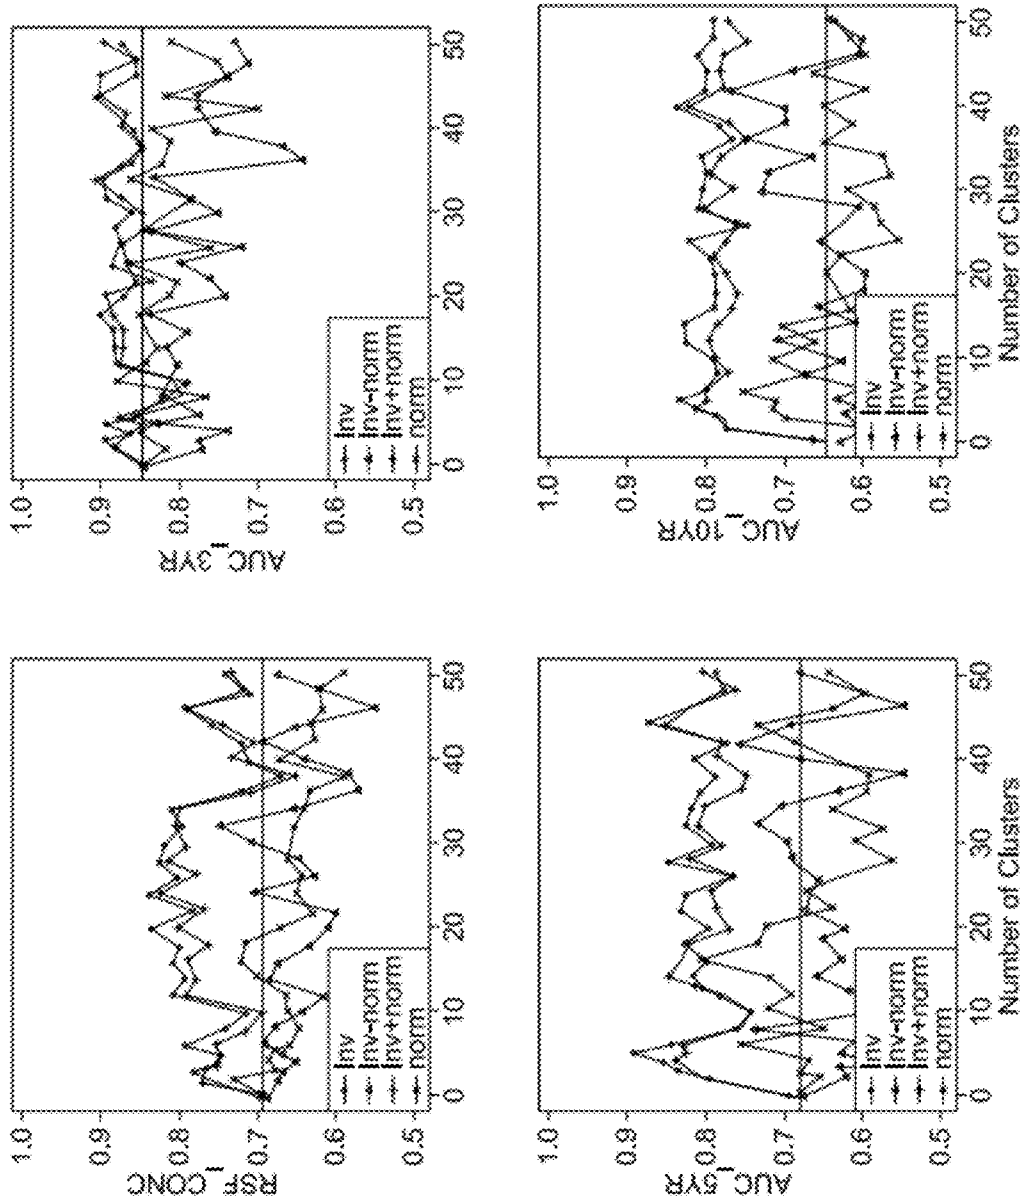 RSF_CONC
1.0
0.9
0.8
0.7
0.6
0.5
Inv
Inv-norm
Inv+norm
norm
0 10 20 30 40 50
AUC_3YR
1.0
0.9
0.8
0.7
0.6
0.5
Inv
Inv-norm
Inv+norm
norm
0 10 20 30 40 50
AUC_5YR
1.0
0.9
0.8
0.7
0.6
0.5
Inv
Inv-norm
Inv+norm
norm
0 10 20 30 40 50
Number of Clusters
AUC_10YR
1.0
0.9
0.8
0.7
0.6
0.5
Inv
Inv-norm
Inv+norm
norm
0 10 20 30 40 50
Number of Clusters